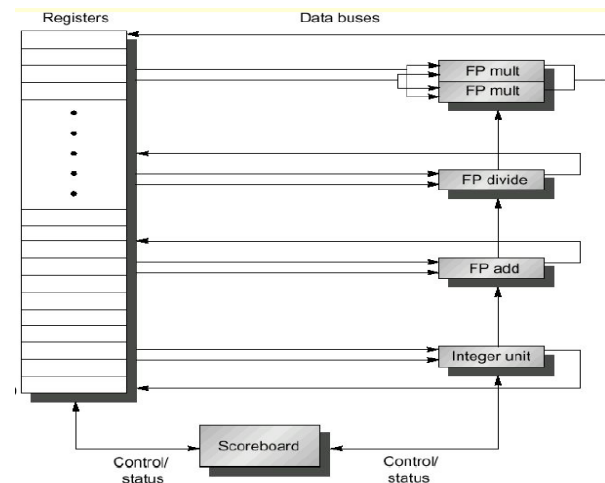 Registers
Data buses
FP mult
FP mult
FP divide
FP add
Integer unit
Scoreboard
Control/
status
Control/
status